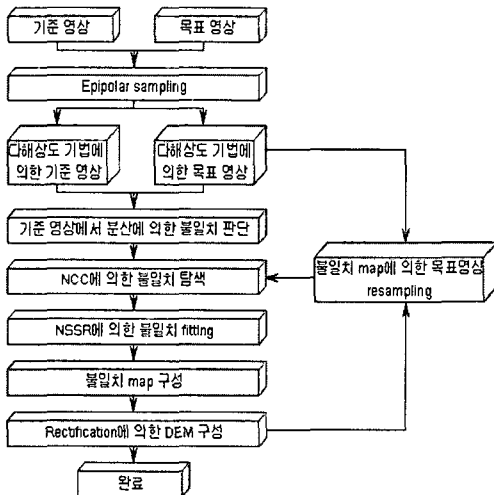 기준 영상
목표 영상
Epipolar sampling
다해상도 기법에
의한 기준 영상
다해상도 기법에
의한 목표 영상
기준 영상에서 분산에 의한 불일치 판단
NCC에 의한 불일치 탐색
불일치 map에 의한 목표영상
resampling
NSSR에 의한 불일치 fitting
불일치 map 구성
Rectification에 의한 DEM 구성
완료